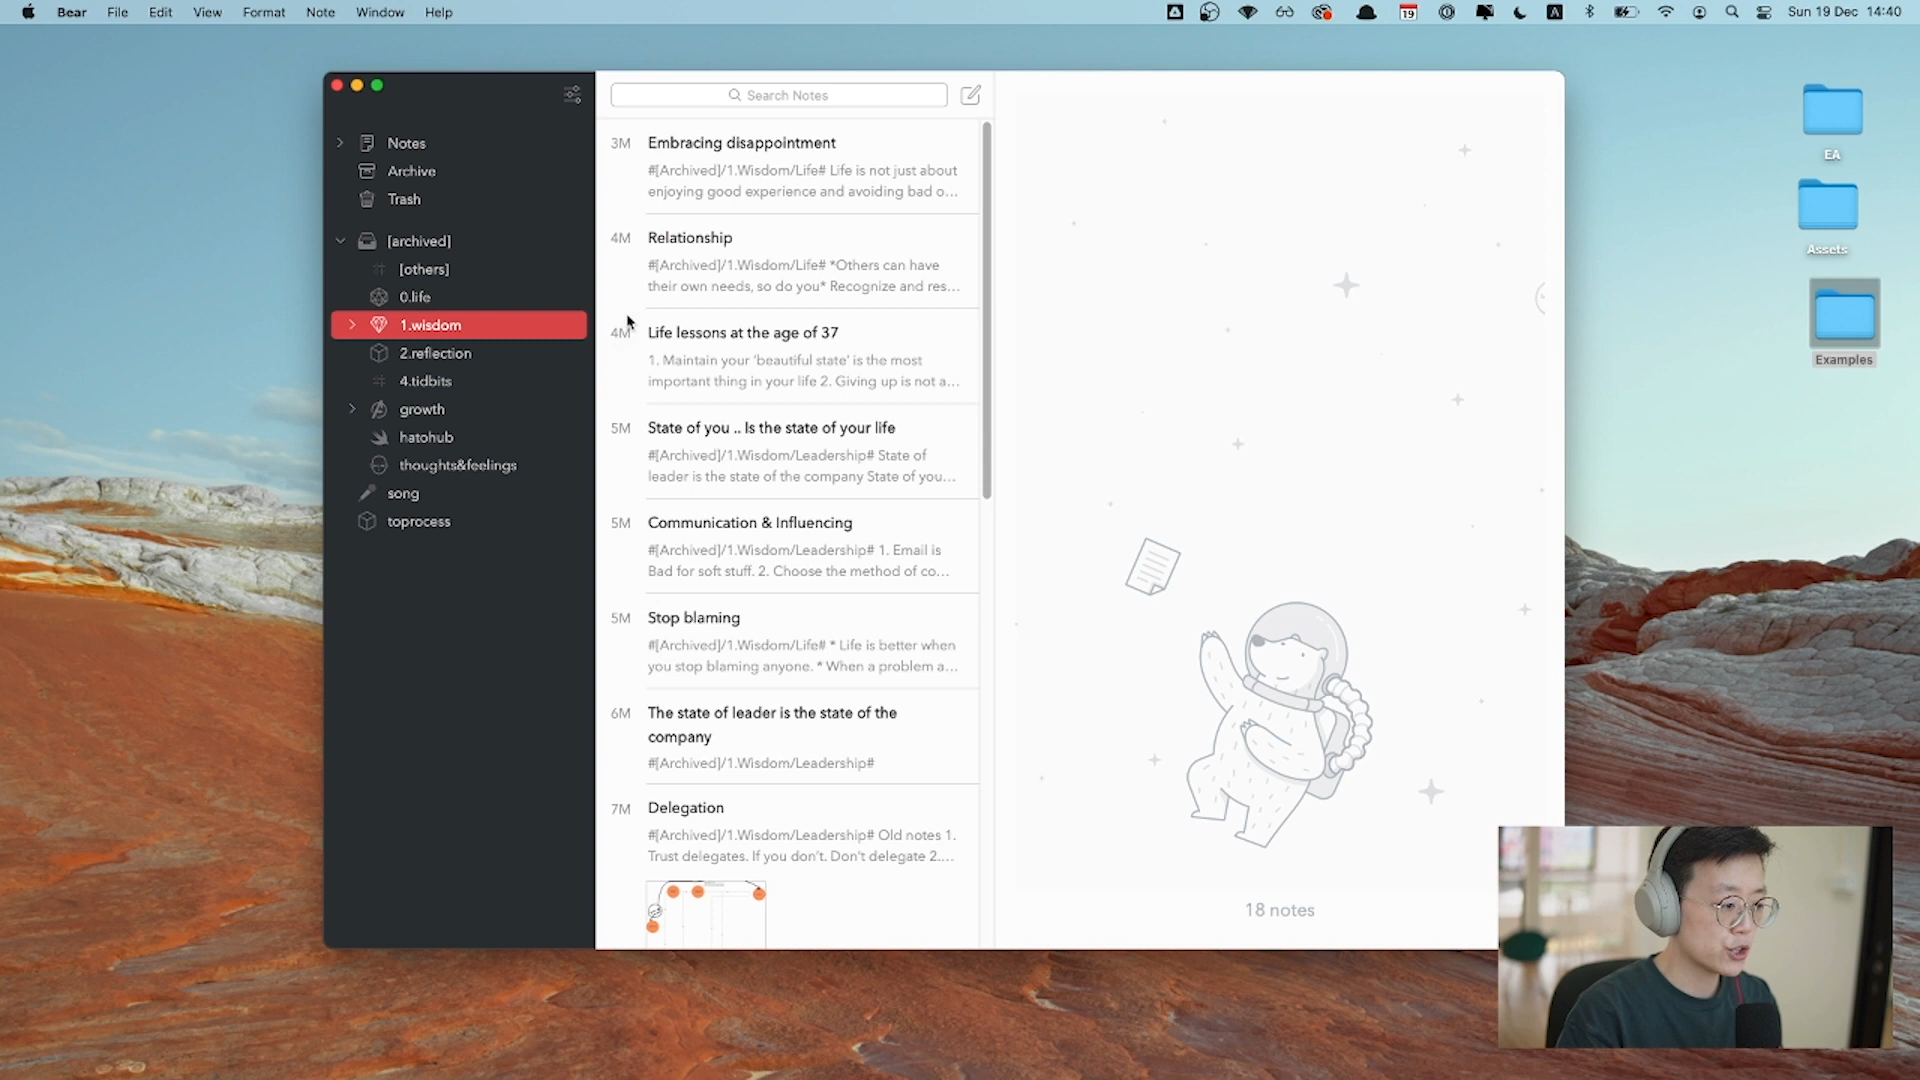 Bear File Edit View Format Note Window Help
19
A
Sun 19 Dec 14:40
Search Notes
Notes
Archive
Trash
[archived]
[others]
0.life
1.wisdom
2.reflection
4.tidbits
growth
hatohub
thoughts&feelings
song
toprocess
3M Embracing disappointment
#[Archived]/1.Wisdom/Life# Life is not just about
enjoying good experience and avoiding bad o...
4M Relationship
#[Archived]/1.Wisdom/Life# *Others can have
their own needs, so do you* Recognize and res...
4M Life lessons at the age of 37
1. Maintain your 'beautiful state' is the most
important thing in your life 2. Giving up is not a...
5M State of you .. Is the state of your life
#[Archived]/1.Wisdom/Leadership# State of
leader is the state of the company State of you...
5M Communication & Influencing
#[Archived]/1.Wisdom/Leadership# 1. Email is
Bad for soft stuff. 2. Choose the method of co...
5M Stop blaming
#[Archived]/1.Wisdom/Life# * Life is better when
you stop blaming anyone. * When a problem a...
6M The state of leader is the state of the
company
#[Archived]/1.Wisdom/Leadership#
7M Delegation
#[Archived]/1.Wisdom/Leadership# Old notes 1.
Trust delegates. If you don't. Don't delegate 2....
18 notes
EA
Assets
Examples